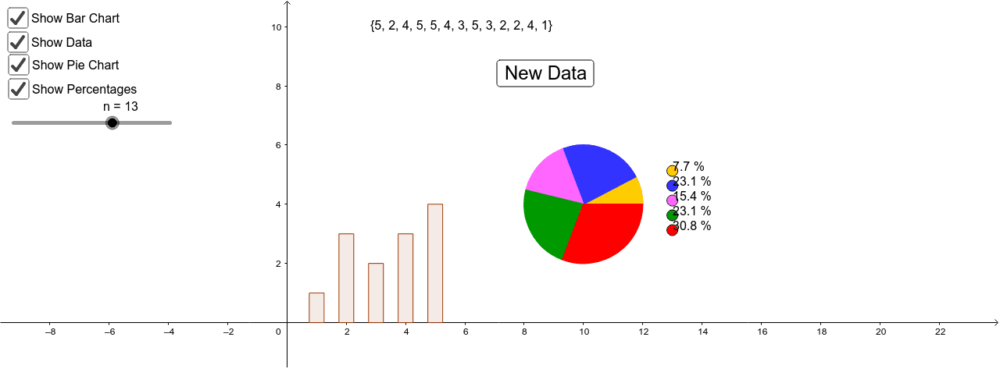 Show Bar Chart
Show Data
Show Pie Chart
Show Percentages
n = 13
{5, 2, 4, 5, 5, 4, 3, 5, 3, 2, 2, 4, 1}
New Data
10
8
6
4
2
7.7 %
23.1 %
15.4 %
23.1 %
30.8 %
–8 –6 –4 –2 0 2 4 6 8 10 12 14 16 18 20 22